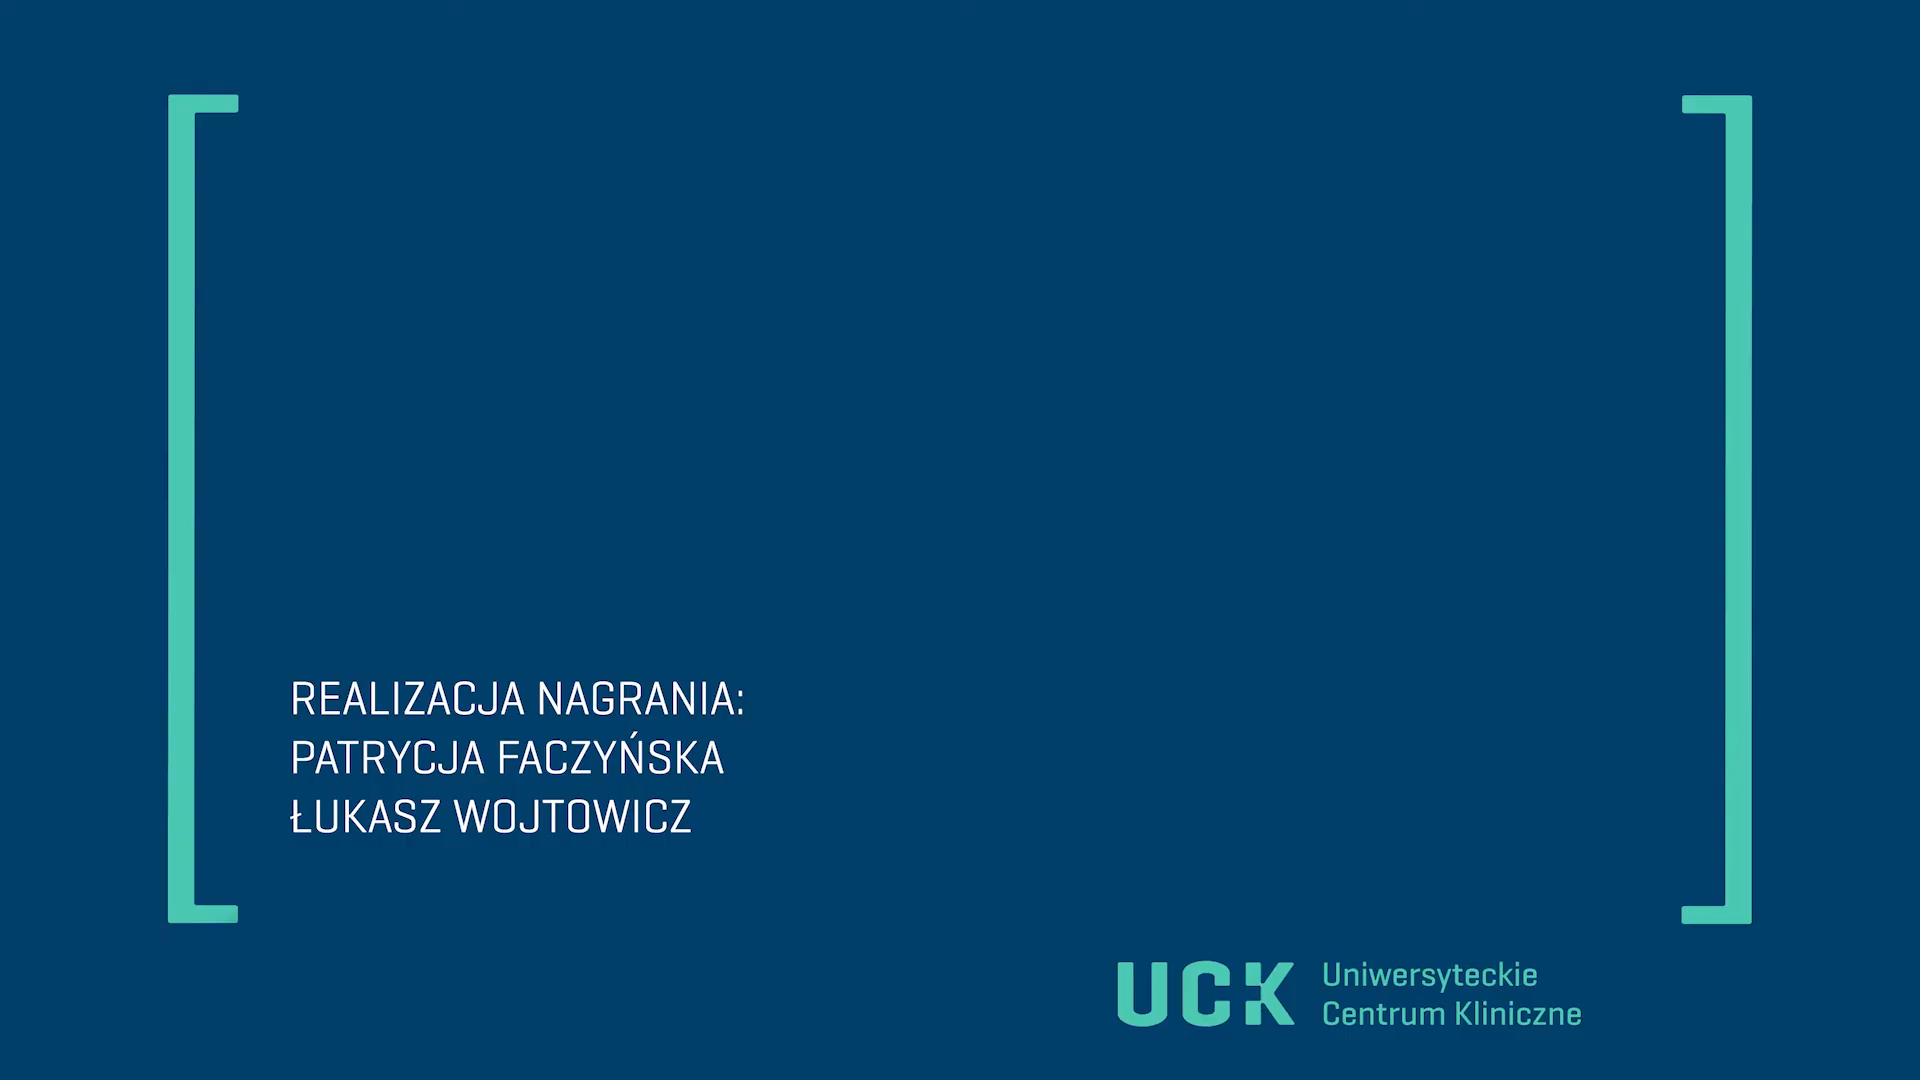 REALIZACJA NAGRANIA:
PATRYCJA FACZYŃSKA
ŁUKASZ WOJTOWICZ
UCK Uniwersyteckie
Centrum Kliniczne